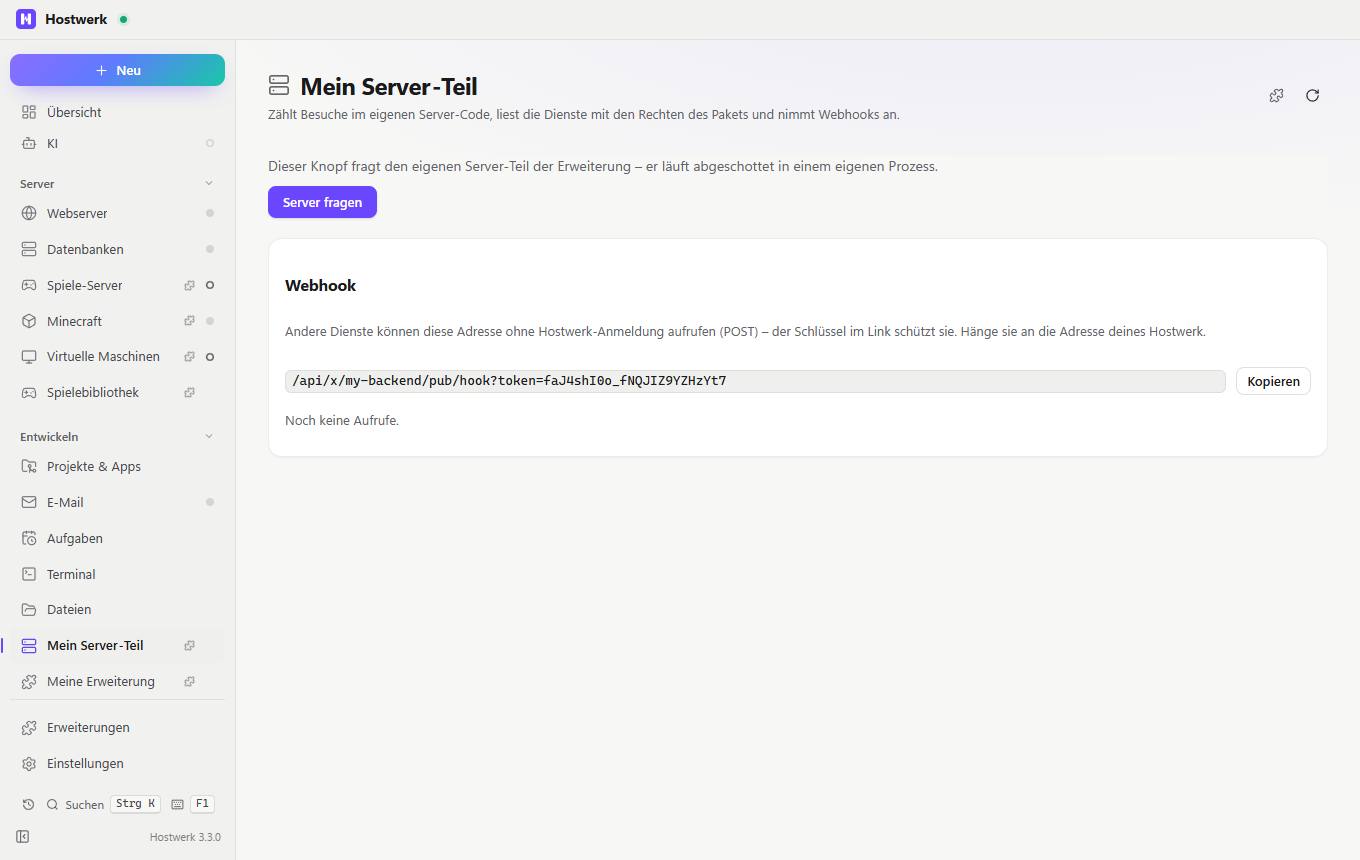 Hostwerk
Neu
Übersicht
KI
Server
Webserver
Datenbanken
Spiele-Server
Minecraft
Virtuelle Maschinen
Spielebibliothek
Entwickeln
Projekte & Apps
E-Mail
Aufgaben
Terminal
Dateien
Mein Server-Teil
Meine Erweiterung
Erweiterungen
Einstellungen
Suchen Strg K F1
Hostwerk 3.3.0
Mein Server-Teil
Zählt Besuche im eigenen Server-Code, liest die Dienste mit den Rechten des Pakets und nimmt Webhooks an.
Dieser Knopf fragt den eigenen Server-Teil der Erweiterung – er läuft abgeschottet in einem eigenen Prozess.
Server fragen
Webhook
Andere Dienste können diese Adresse ohne Hostwerk-Anmeldung aufrufen (POST) – der Schlüssel im Link schützt sie. Hänge sie an die Adresse deines Hostwerk.
/api/x/my-backend/pub/hook?token=faJ4shI0o_fNQJIZ9YZHzYt7
Kopieren
Noch keine Aufrufe.